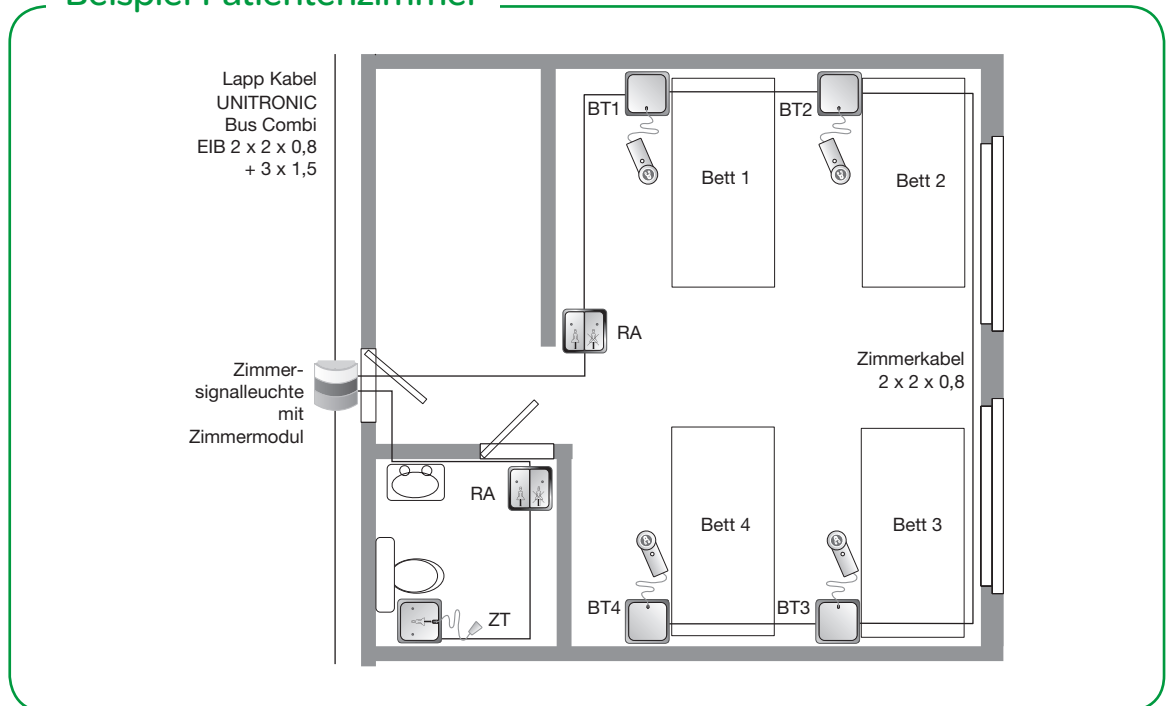 Beispiel Patientenzimmer
Lapp Kabel
UNITRONIC
Bus Combi
EIB 2 x 2 x 0,8
+ 3 x 1,5
BT1
BT2
Bett 1
Bett 2
RA
Zimmerkabel
2 x 2 x 0,8
Zimmer-
signalleuchte
mit
Zimmermodul
RA
Bett 4
Bett 3
ZT
BT4
BT3